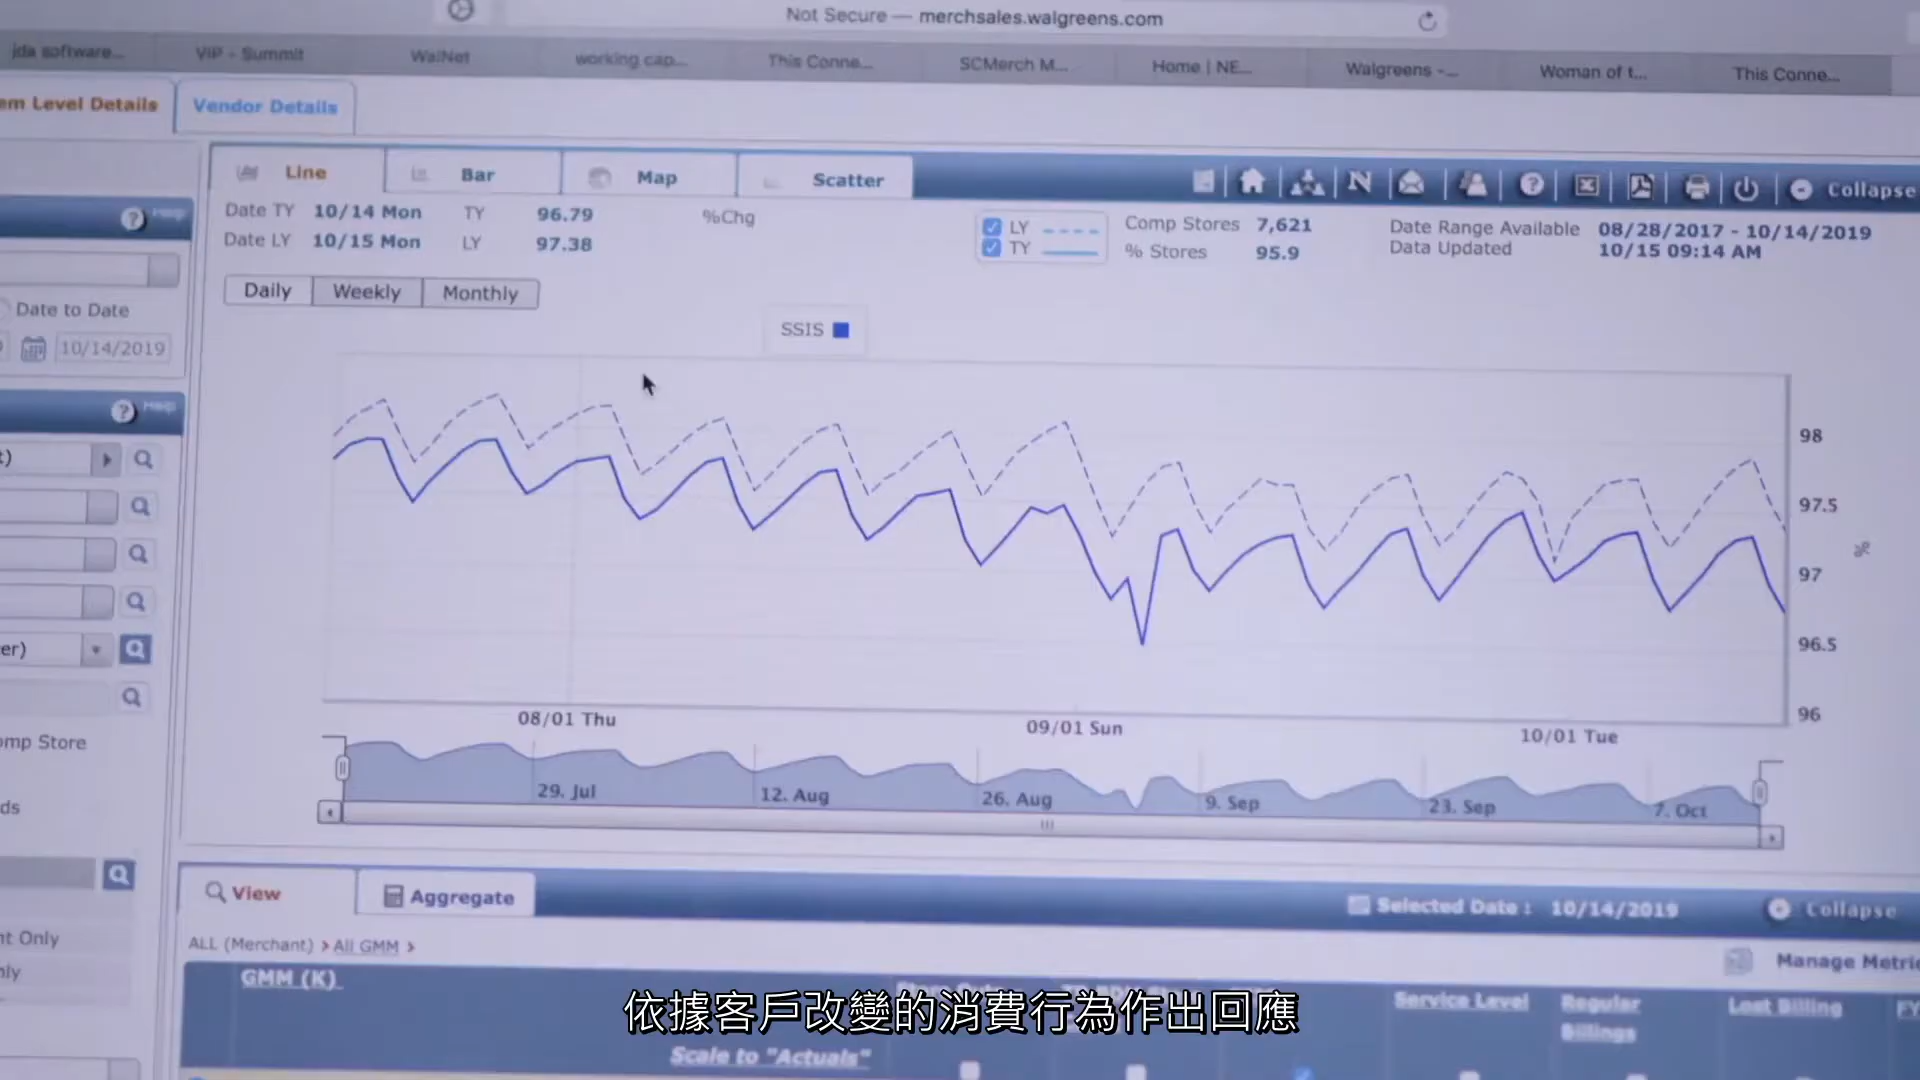 Not Secure — merchsales.walgreens.com
jda software...
VIP - Summit
WalNet
working cap...
This Conne...
SCMerch M...
Home | NE...
Walgreens -...
Woman of t...
This Conne...
em Level Details
Vendor Details
Line
Bar
Map
Scatter
Collapse
Help
Date TY 10/14 Mon TY 96.79 %Chg
Date LY 10/15 Mon LY 97.38
LY
TY
Comp Stores 7,621
% Stores 95.9
Date Range Available 08/28/2017 - 10/14/2019
Data Updated 10/15 09:14 AM
Daily
Weekly
Monthly
Date to Date
10/14/2019
SSIS
Help
98
97.5
97
96.5
96
%
er)
08/01 Thu
09/01 Sun
10/01 Tue
omp Store
ds
29. Jul
12. Aug
26. Aug
9. Sep
23. Sep
7. Oct
View
Aggregate
Selected Date : 10/14/2019
Collapse
nt Only
nly
ALL (Merchant) > All GMM >
Manage Metric
GMM (K)
Service Level
Regular
Billings
Lost Billing
FY
依據客戶改變的消費行為作出回應
Scale to "Actuals"